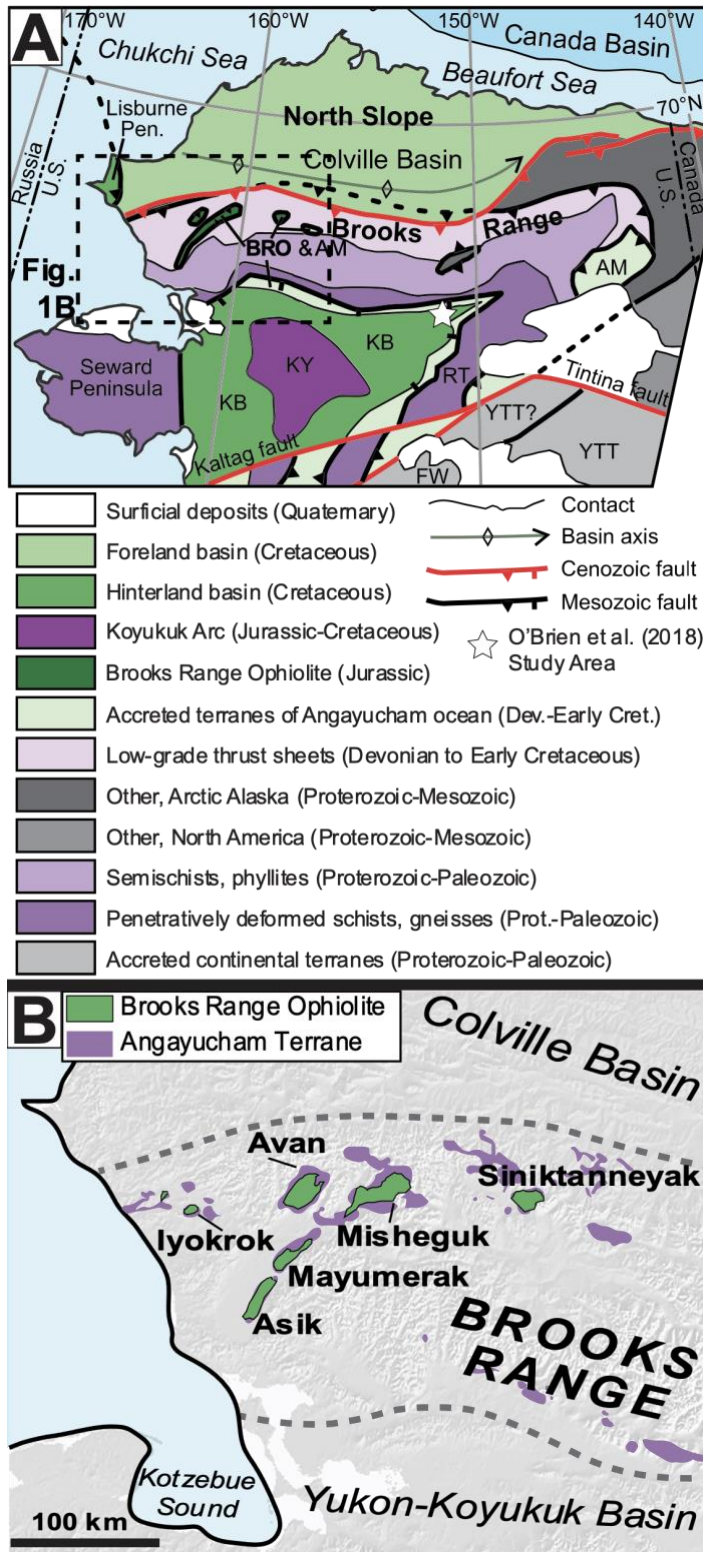 A
170°W
160°W
150°W
140°W
Chukchi Sea
Canada Basin
Beaufort Sea
Lisburne
Pen.
North Slope
70°N
Russia
U.S.
Colville Basin
Canada
U.S.
Brooks
Range
BRO & AM
AM
Fig.
1B
Seward
Peninsula
KB
KY
KB
RT
Tintina fault
Kaltag fault
YTT?
YTT
FW
Surficial deposits (Quaternary)
Foreland basin (Cretaceous)
Hinterland basin (Cretaceous)
Koyukuk Arc (Jurassic-Cretaceous)
Brooks Range Ophiolite (Jurassic)
Accreted terranes of Angayucham ocean (Dev.-Early Cret.)
Low-grade thrust sheets (Devonian to Early Cretaceous)
Other, Arctic Alaska (Proterozoic-Mesozoic)
Other, North America (Proterozoic-Mesozoic)
Semischists, phyllites (Proterozoic-Paleozoic)
Penetratively deformed schists, gneisses (Prot.-Paleozoic)
Accreted continental terranes (Proterozoic-Paleozoic)
Contact
Basin axis
Cenozoic fault
Mesozoic fault
O'Brien et al. (2018)
Study Area
B
Brooks Range Ophiolite
Angayucham Terrane
Colville Basin
Avan
Siniktanneyak
Iyokrok
Misheguk
Mayumerak
Asik
BROOKS
RANGE
Kotzebue
Sound
Yukon-Koyukuk Basin
100 km